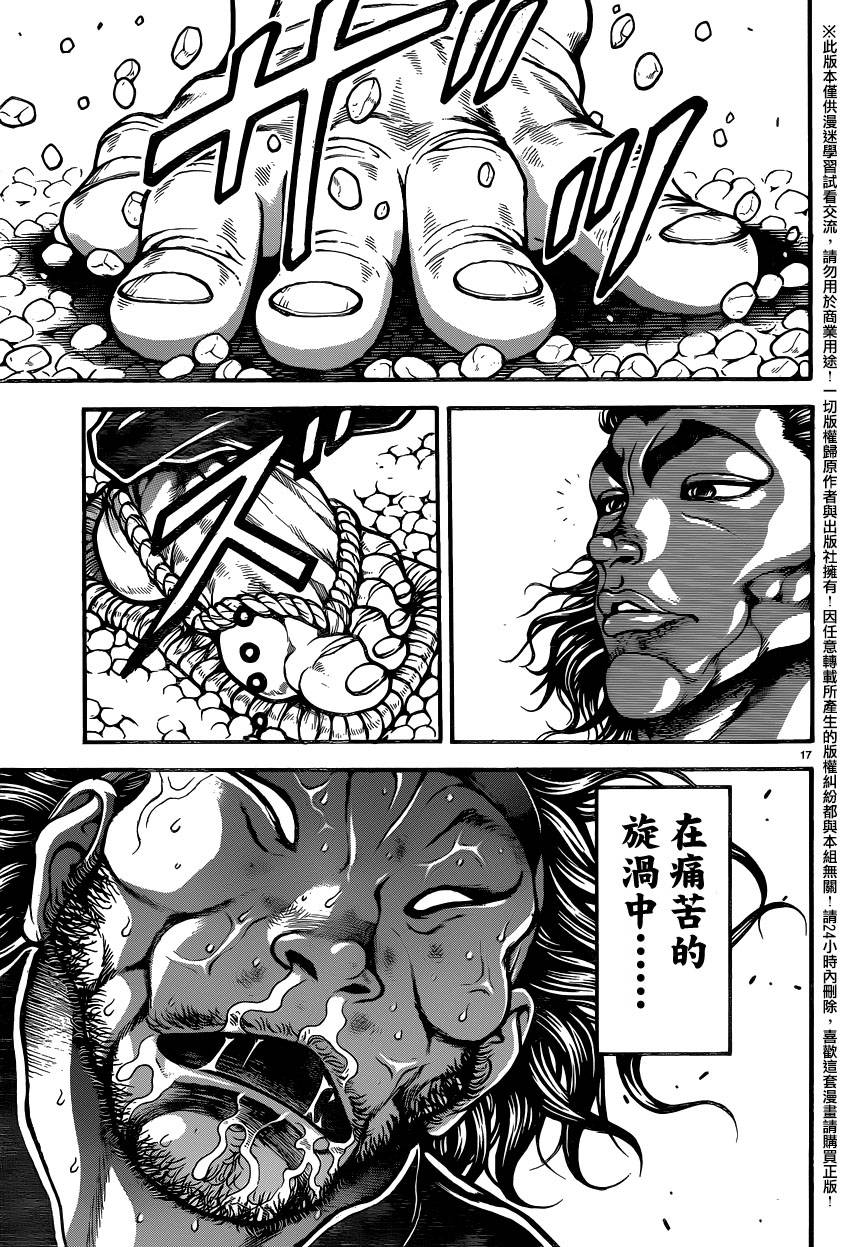 ザッ
ズ
17
在痛苦的
旋渦中……
※此版本僅供漫迷學習試看交流，請勿用於商業用途！一切版權歸原作者與出版社擁有！因任意轉載所產生的版權糾紛都與本組無關！請24小時內刪除，喜歡這套漫畫請購買正版！